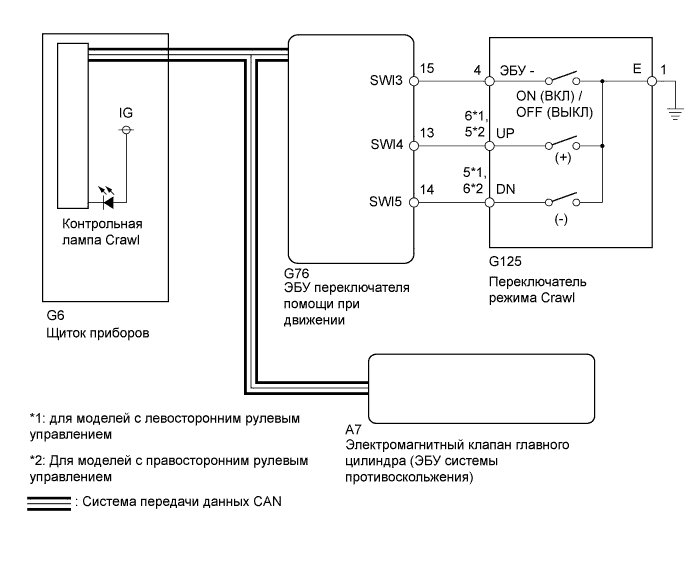 IG
Контрольная
лампа Crawl
G6
Щиток приборов
SWI3
SWI4
SWI5
G76
ЭБУ переключателя
помощи при
движении
15
13
14
4
6*1,
5*2
5*1,
6*2
ЭБУ -
ON (ВКЛ) /
OFF (ВЫКЛ)
UP
(+)
DN
(-)
E
1
G125
Переключатель
режима Crawl
A7
Электромагнитный клапан главного
цилиндра (ЭБУ системы
противоскольжения)
*1: для моделей с левосторонним рулевым
управлением
*2: Для моделей с правосторонним рулевым
управлением
: Система передачи данных CAN